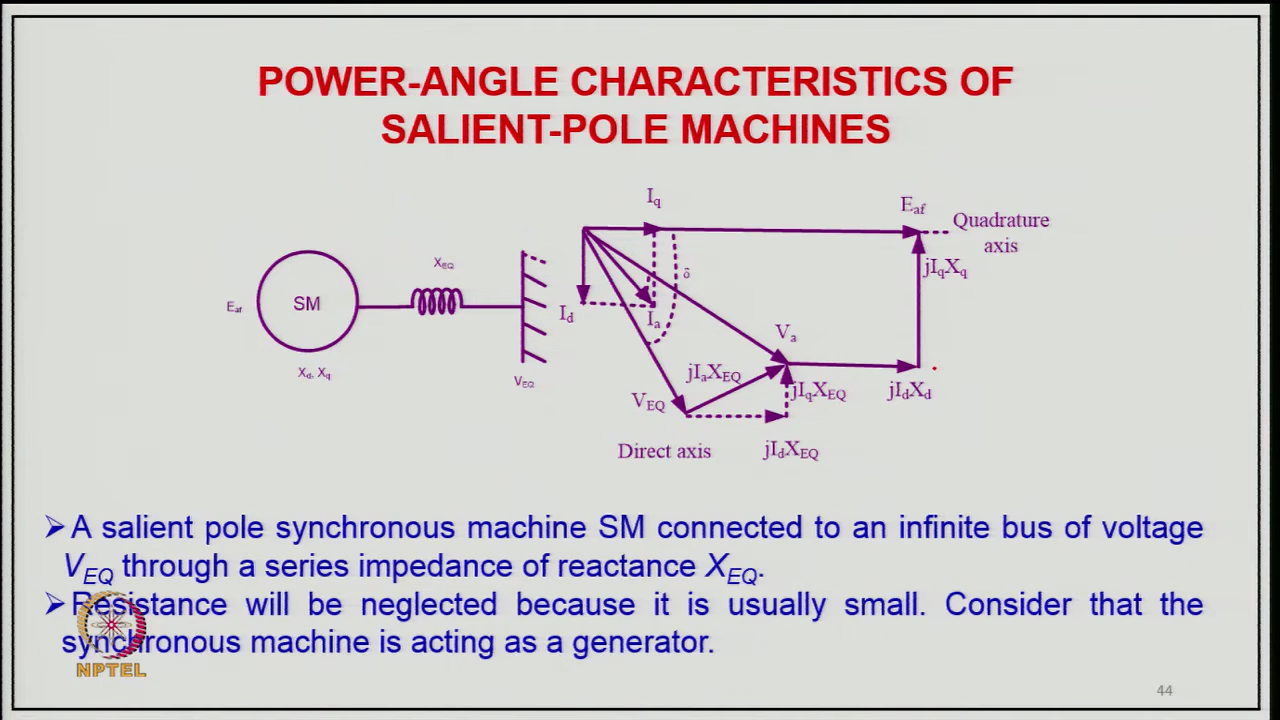 POWER-ANGLE CHARACTERISTICS OF
SALIENT-POLE MACHINES
E_af
SM
X_d, X_q
X_EQ
V_EQ
I_q
E_af
Quadrature
axis
jI_qX_q
δ
I_d
I_a
V_a
jI_aX_EQ
V_EQ
jI_qX_EQ
jI_dX_d
Direct axis
jI_dX_EQ
➢A salient pole synchronous machine SM connected to an infinite bus of voltage
V_EQ through a series impedance of reactance X_EQ.
➢Resistance will be neglected because it is usually small. Consider that the
synchronous machine is acting as a generator.
NPTEL
44